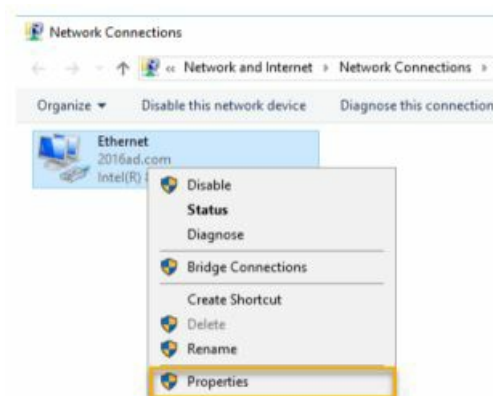 Network Connections
« Network and Internet › Network Connections ›
Organize ▾ Disable this network device Diagnose this connection
Ethernet
2016ad.com
Intel(R)
Disable
Status
Diagnose
Bridge Connections
Create Shortcut
Delete
Rename
Properties